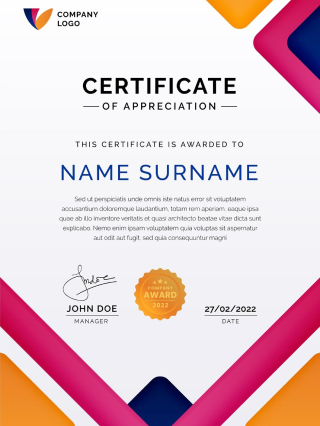 COMPANY
LOGO
CERTIFICATE
OF APPRECIATION
THIS CERTIFICATE IS AWARDED TO
NAME SURNAME
Sed ut perspiciatis unde omnis iste natus error sit voluptatem
accusantium doloremque laudantium, totam rem aperiam, eaque ipsa
quae ab illo inventore veritatis et quasi architecto beatae vitae dicta sunt
explicabo. Nemo enim ipsam voluptatem quia voluptas sit aspernatur
aut odit aut fugit, sed quia consequuntur magni
JOHN DOE
MANAGER
COMPANY
AWARD
2022
27/02/2022
DATE